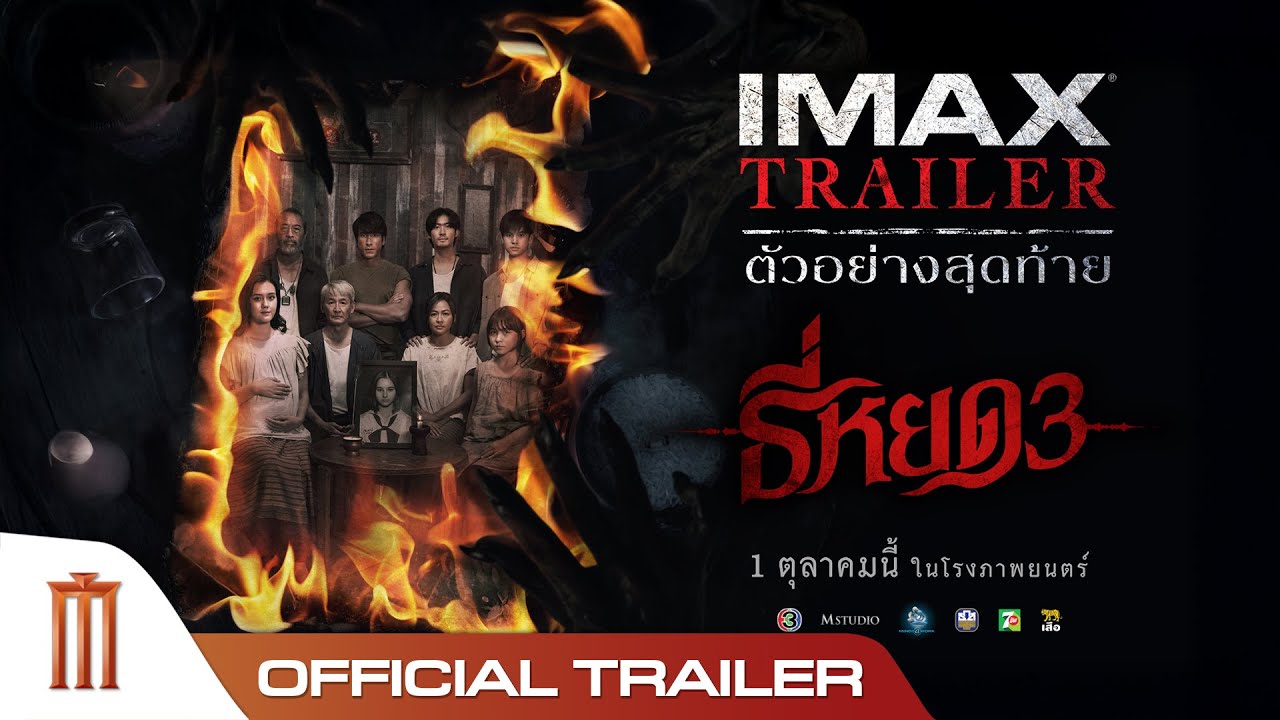 IMAX®
TRAILER
ตัวอย่างสุดท้าย
ธี่หยด3
1 ตุลาคมนี้ ในโรงภาพยนตร์
3 MSTUDIO 7 เสือ
OFFICIAL TRAILER